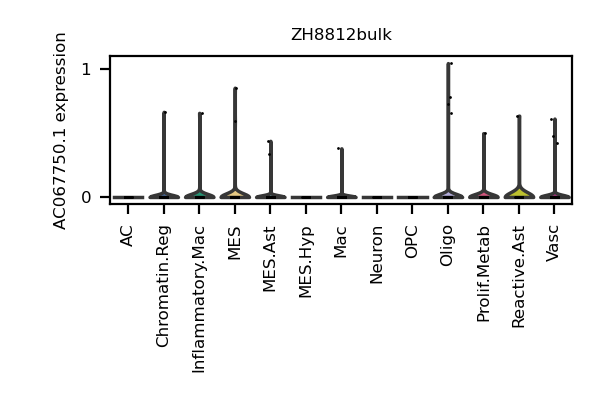 ZH8812bulk
AC067750.1 expression
1
0
AC
Chromatin.Reg
Inflammatory.Mac
MES
MES.Ast
MES.Hyp
Mac
Neuron
OPC
Oligo
Prolif.Metab
Reactive.Ast
Vasc